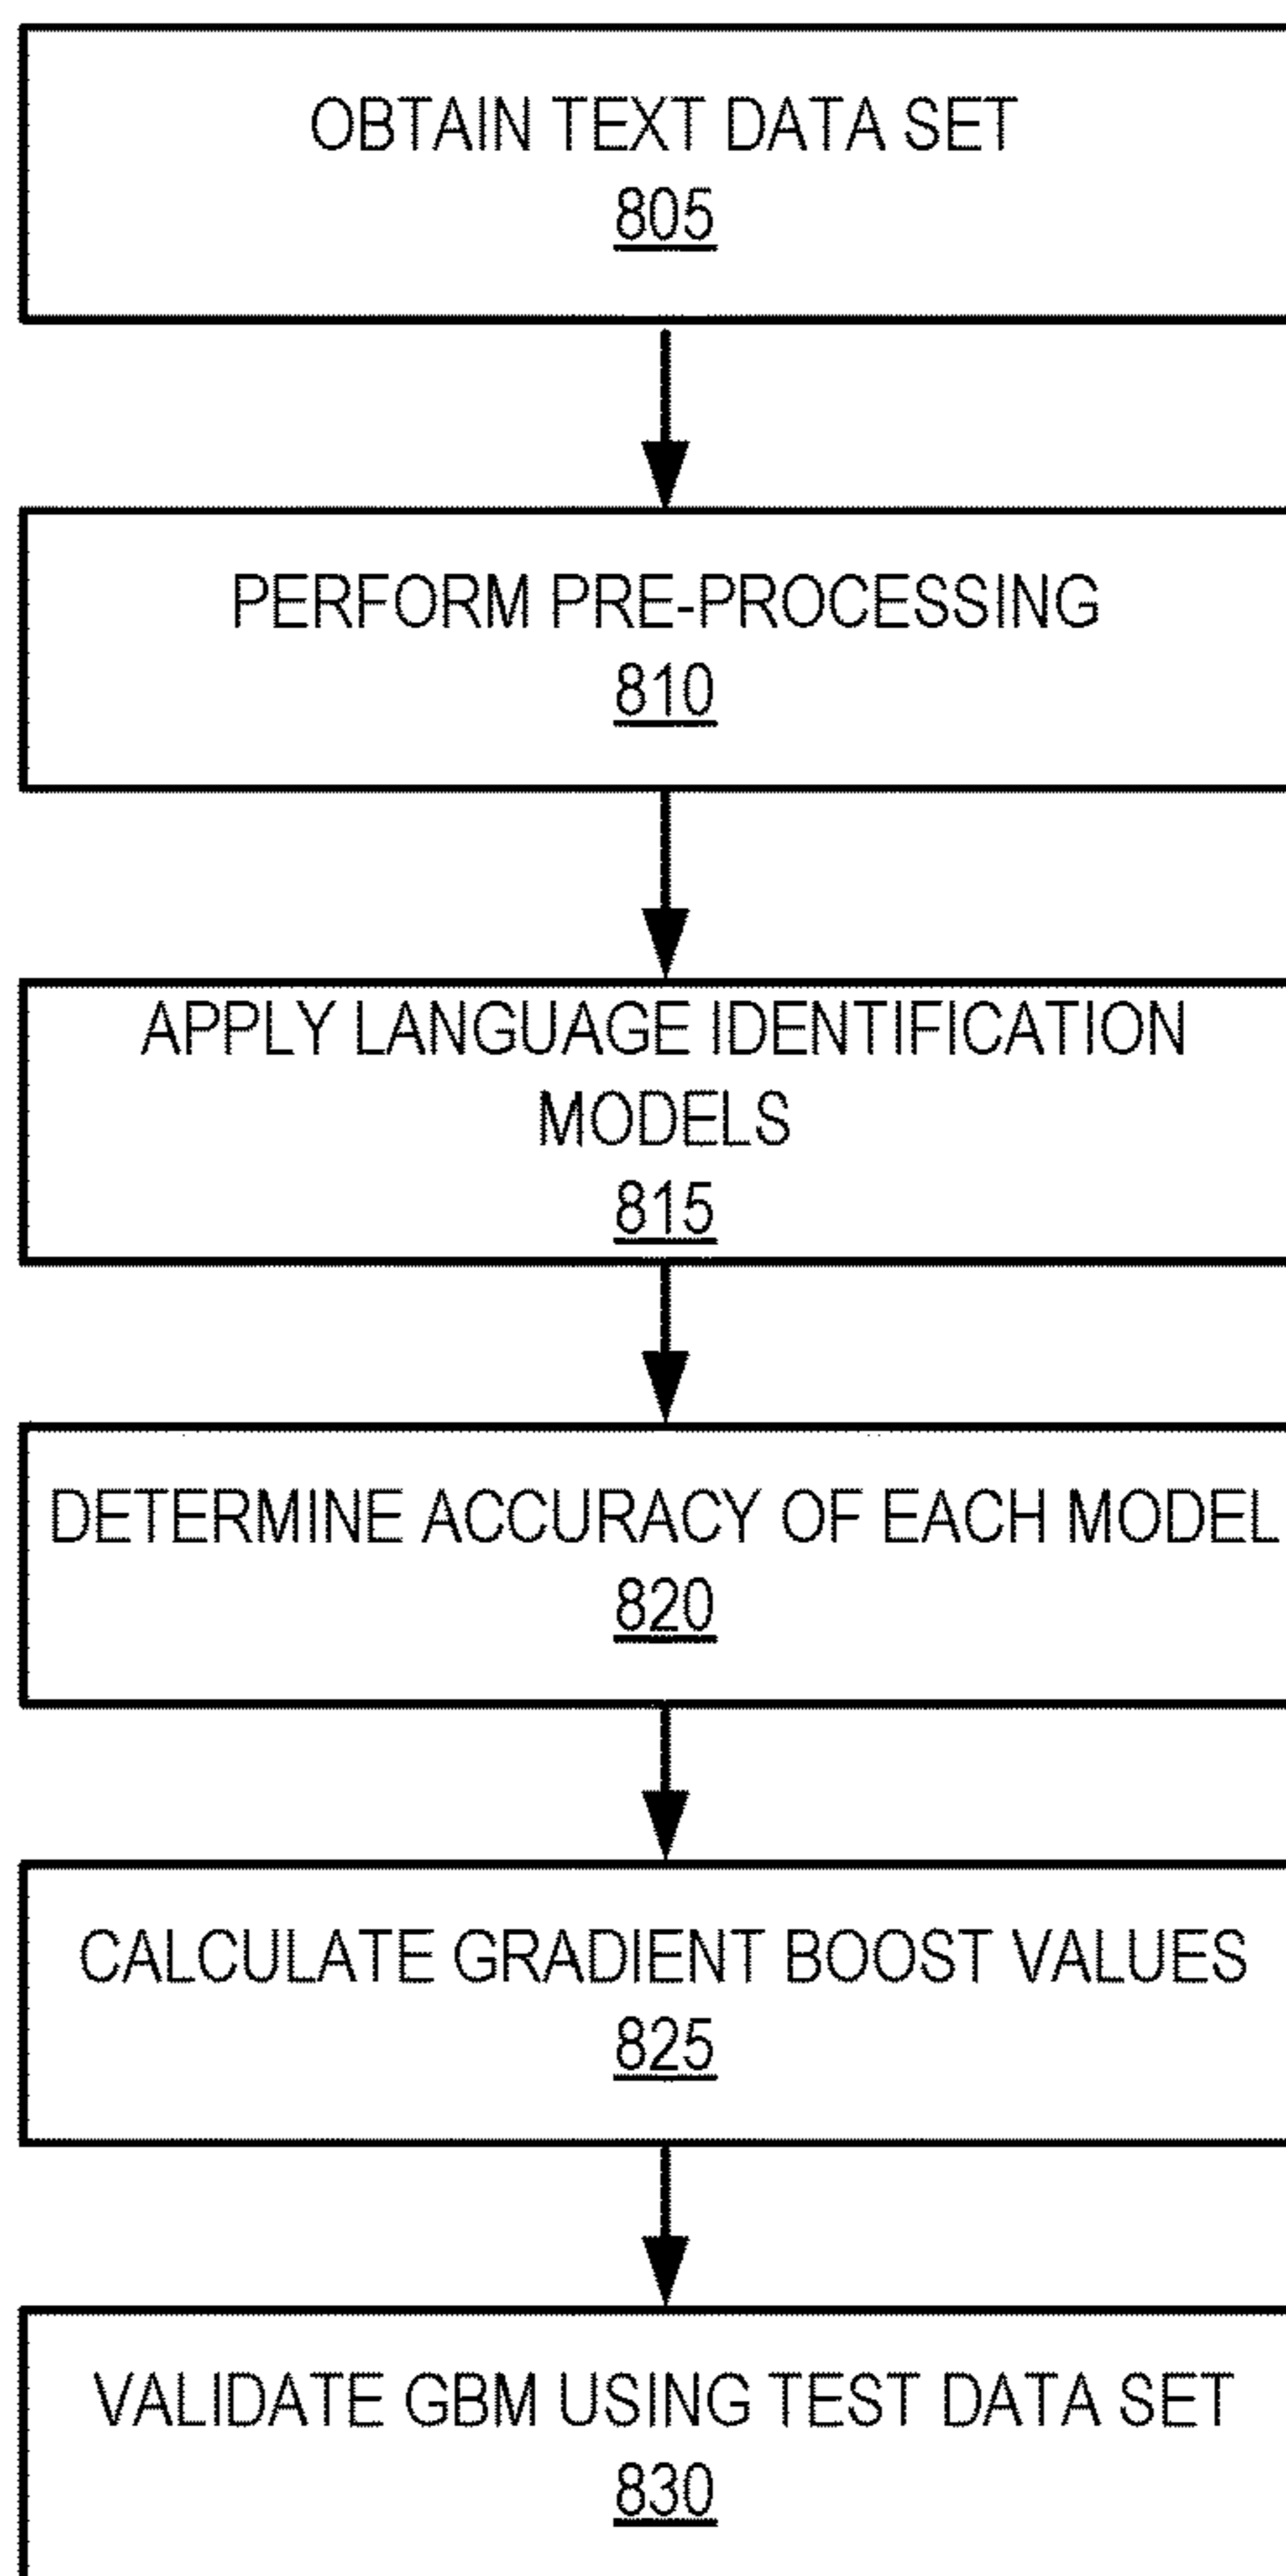 OBTAIN TEXT DATA SET
805
PERFORM PRE-PROCESSING
810
APPLY LANGUAGE IDENTIFICATION
MODELS
815
DETERMINE ACCURACY OF EACH MODEL
820
CALCULATE GRADIENT BOOST VALUES
825
VALIDATE GBM USING TEST DATA SET
830